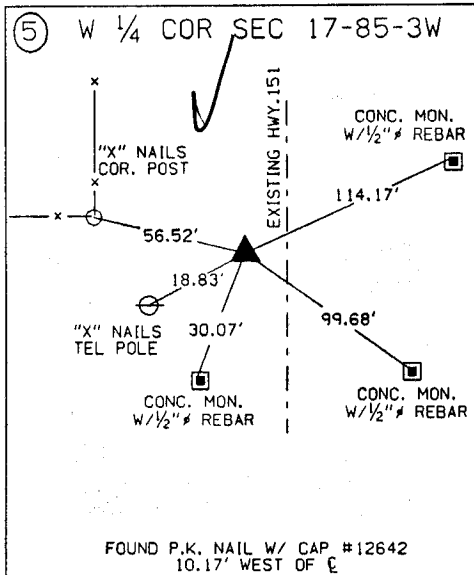 5 W 1/4 COR SEC 17-85-3W
"X" NAILS
COR. POST
EXISTING HWY.151
CONC. MON.
W/1/2" ø REBAR
114.17'
56.52'
18.83'
99.68'
"X" NAILS
TEL POLE
30.07'
CONC. MON.
W/1/2" ø REBAR
CONC. MON.
W/1/2" ø REBAR
FOUND P.K. NAIL W/ CAP #12642
10.17' WEST OF ℄